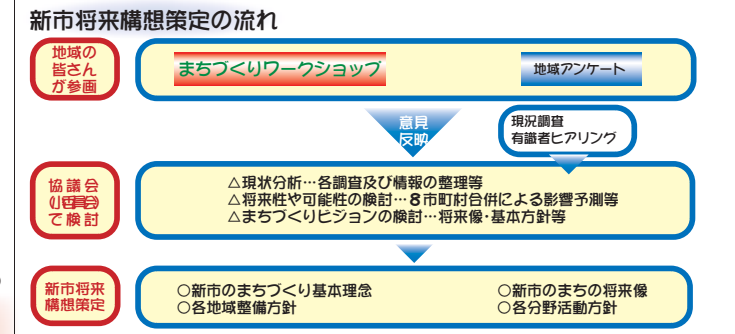 新市将来構想策定の流れ
地域の
皆さん
が参画
まちづくりワークショップ
地域アンケート
意見
反映
現況調査
有識者ヒアリング
協議会
(小委員会)
で検討
△現状分析…各調査及び情報の整理等
△将来性や可能性の検討…8市町村合併による影響予測等
△まちづくりビジョンの検討…将来像・基本方針等
新市将来
構想策定
○新市のまちづくり基本理念
○新市のまちの将来像
○各地域整備方針
○各分野活動方針